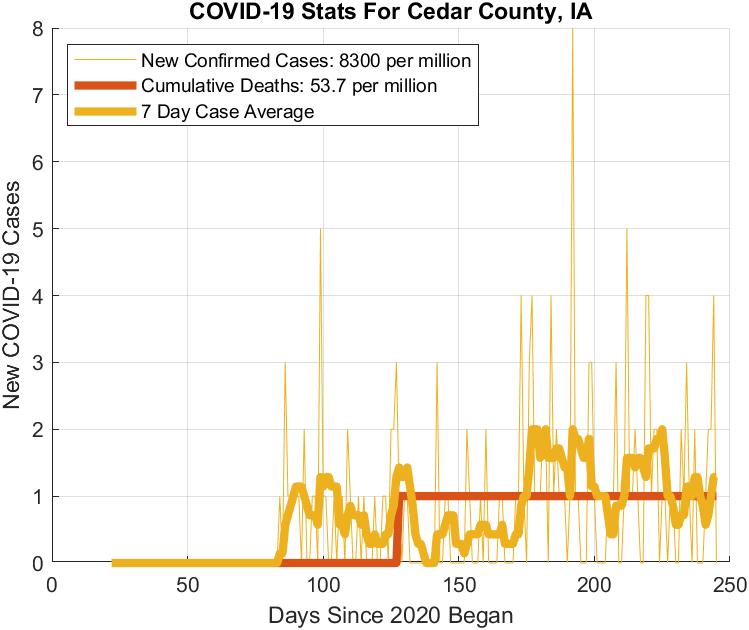 COVID-19 Stats For Cedar County, IA
New Confirmed Cases: 8300 per million
Cumulative Deaths: 53.7 per million
7 Day Case Average
New COVID-19 Cases
8
7
6
5
4
3
2
1
0
0 50 100 150 200 250
Days Since 2020 Began